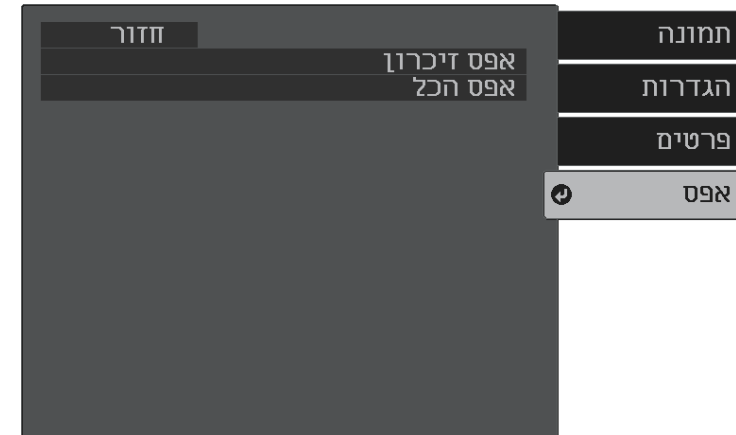 תמונה
הגדרות
פרטים
אפס
חזור
אפס זיכרון
אפס הכל